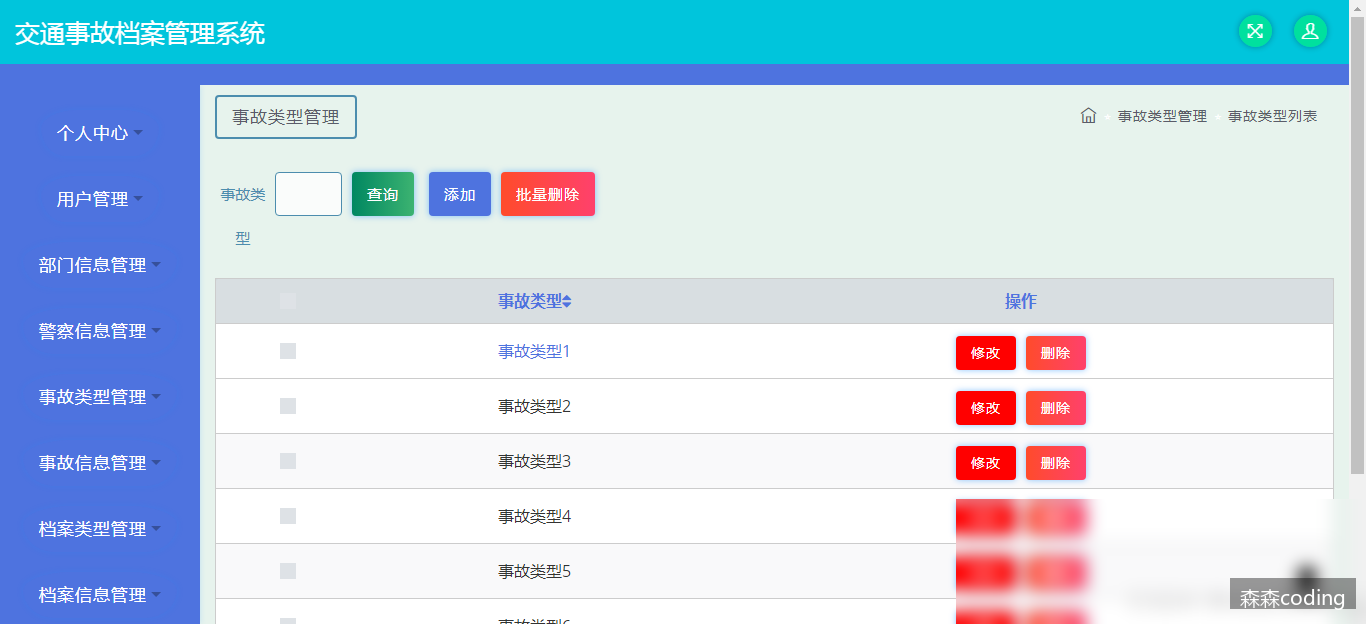 交通事故档案管理系统
个人中心
用户管理
部门信息管理
警察信息管理
事故类型管理
事故信息管理
档案类型管理
档案信息管理
事故类型管理
事故类型管理 事故类型列表
事故类
型
查询 添加 批量删除
事故类型 操作
事故类型1 修改 删除
事故类型2 修改 删除
事故类型3 修改 删除
事故类型4
事故类型5
事故类型6
森森coding